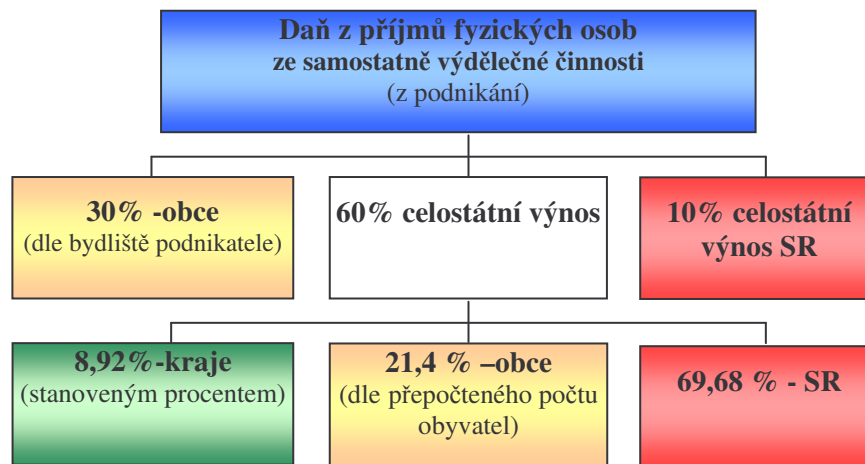 Daň z příjmů fyzických osob
ze samostatně výdělečné činnosti
(z podnikání)
30% -obce
(dle bydliště podnikatele)
60% celostátní výnos
10% celostátní
výnos SR
8,92%-kraje
(stanoveným procentem)
21,4 % –obce
(dle přepočteného počtu
obyvatel)
69,68 % - SR